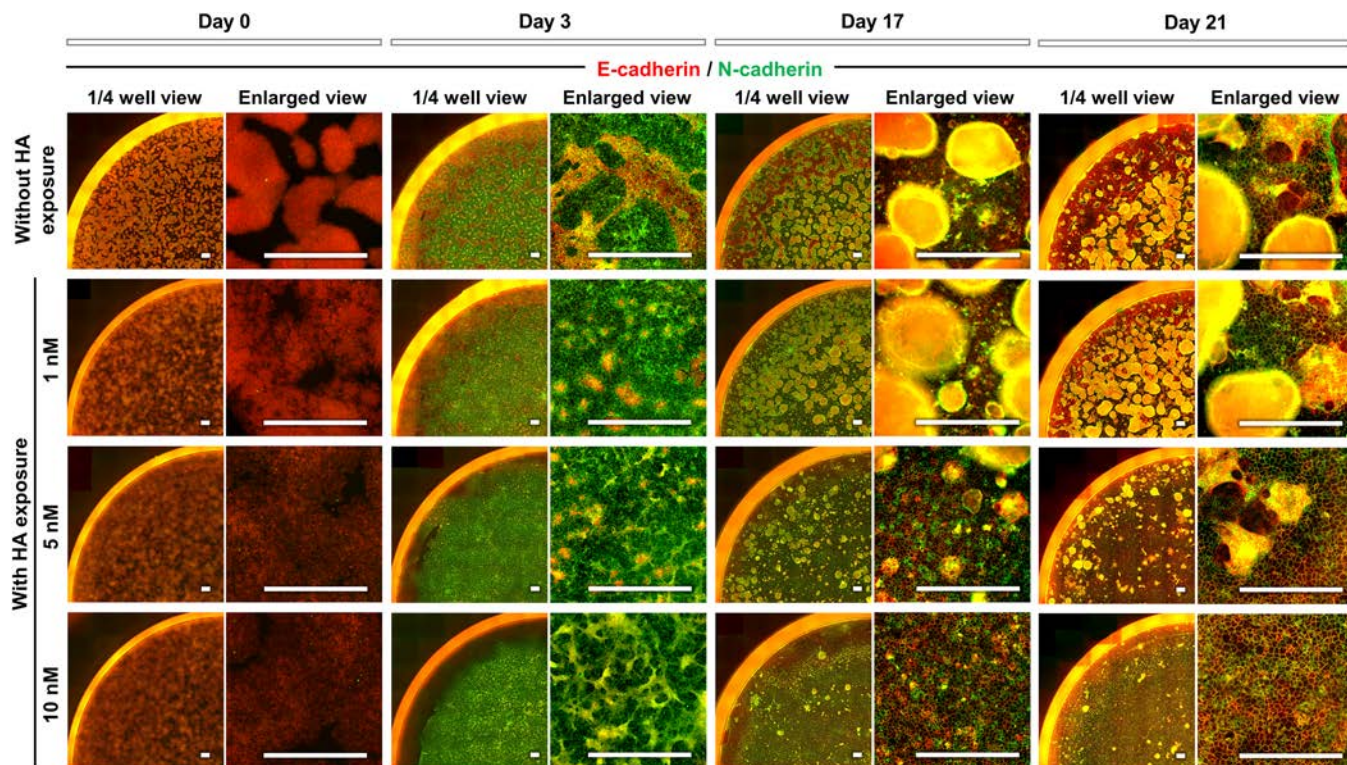 Day 0 Day 3 Day 17 Day 21
E-cadherin / N-cadherin
1/4 well view Enlarged view 1/4 well view Enlarged view 1/4 well view Enlarged view 1/4 well view Enlarged view
Without HA
exposure
With HA exposure
1 nM
5 nM
10 nM